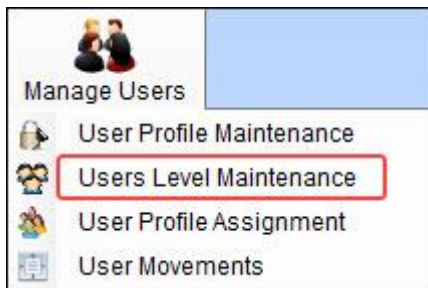 Manage Users
User Profile Maintenance
Users Level Maintenance
User Profile Assignment
User Movements